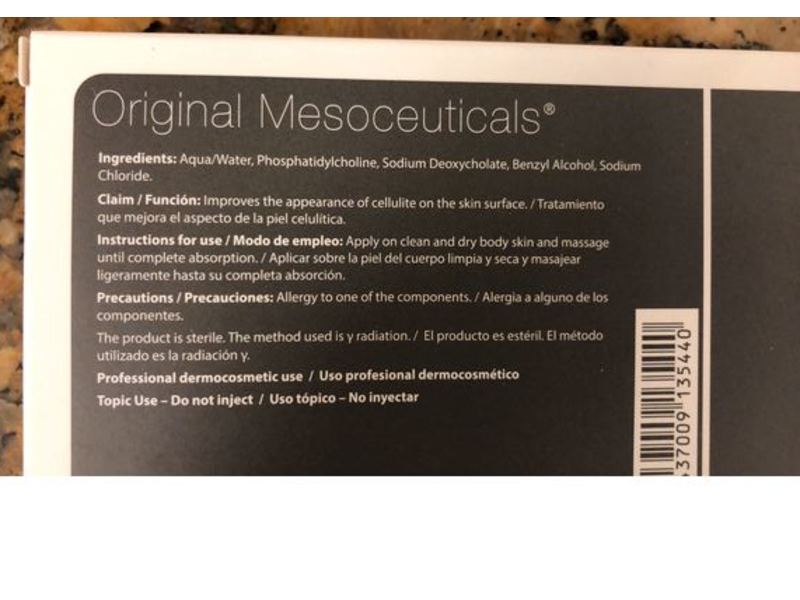 Original Mesoceuticals®
Ingredients: Aqua/Water, Phosphatidylcholine, Sodium Deoxycholate, Benzyl Alcohol, Sodium
Chloride.
Claim / Función: Improves the appearance of cellulite on the skin surface. / Tratamiento
que mejora el aspecto de la piel celulítica.
Instructions for use / Modo de empleo: Apply on clean and dry body skin and massage
until complete absorption. / Aplicar sobre la piel del cuerpo limpia y seca y masajear
ligeramente hasta su completa absorción.
Precautions / Precauciones: Allergy to one of the components. / Alergia a alguno de los
componentes.
The product is sterile. The method used is γ radiation. / El producto es estéril. El método
utilizado es la radiación γ.
Professional dermocosmetic use / Uso profesional dermocosmético
Topic Use – Do not inject / Uso tópico – No inyectar
437009 135440